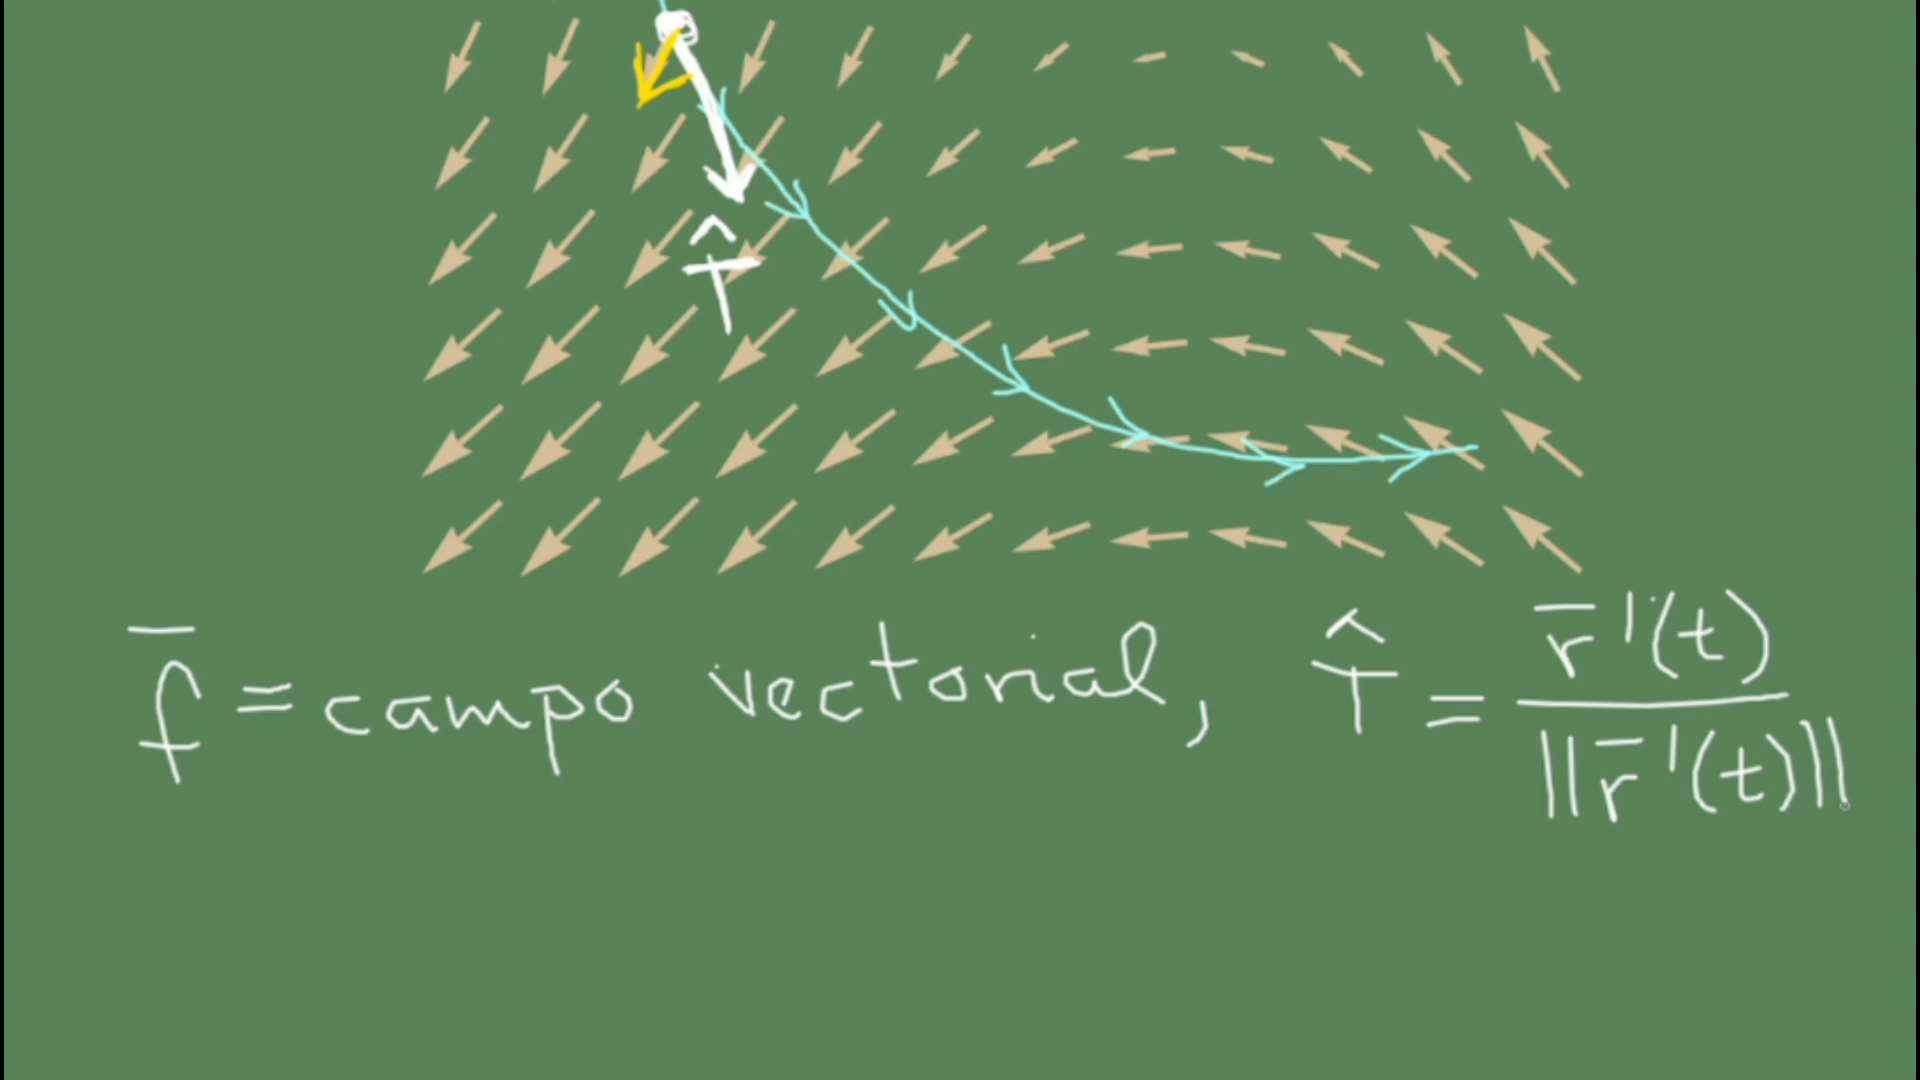 T̂
f̅ = campo vectorial, T̂ = r̅'(t) / ||r̅'(t)||